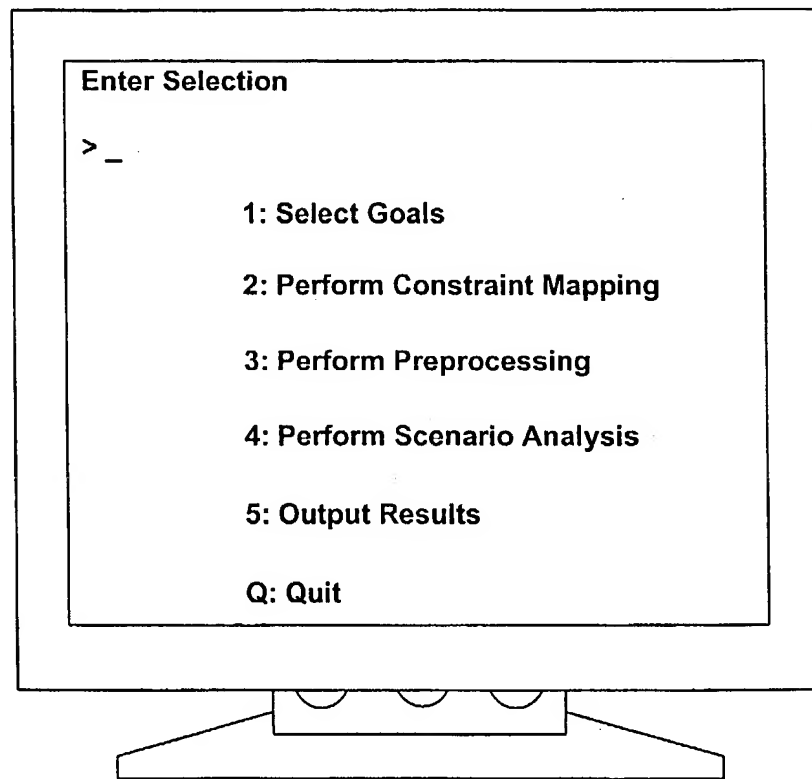 Enter Selection
> _
1: Select Goals
2: Perform Constraint Mapping
3: Perform Preprocessing
4: Perform Scenario Analysis
5: Output Results
Q: Quit